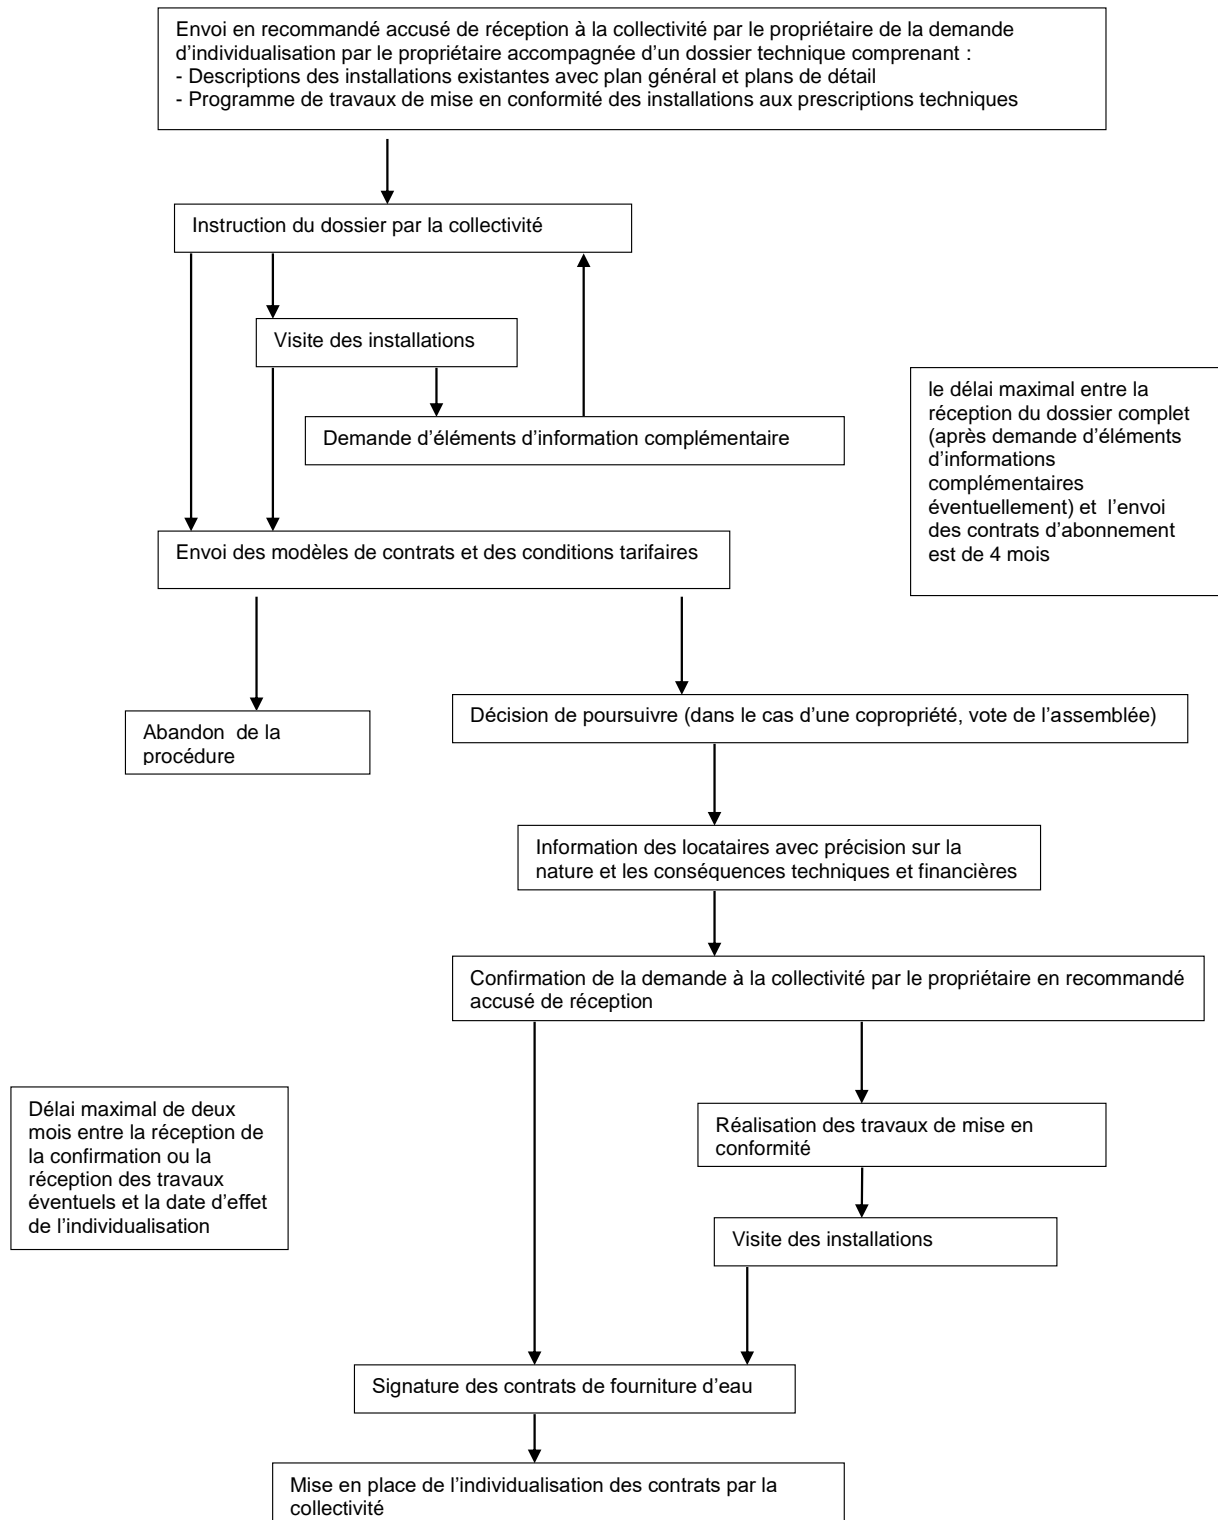 Envoi en recommandé accusé de réception à la collectivité par le propriétaire de la demande
d'individualisation par le propriétaire accompagnée d'un dossier technique comprenant :
- Descriptions des installations existantes avec plan général et plans de détail
- Programme de travaux de mise en conformité des installations aux prescriptions techniques
Instruction du dossier par la collectivité
Visite des installations
Demande d'éléments d'information complémentaire
le délai maximal entre la
réception du dossier complet
(après demande d'éléments
d'informations
complémentaires
éventuellement) et l'envoi
des contrats d'abonnement
est de 4 mois
Envoi des modèles de contrats et des conditions tarifaires
Abandon de la
procédure
Décision de poursuivre (dans le cas d'une copropriété, vote de l'assemblée)
Information des locataires avec précision sur la
nature et les conséquences techniques et financières
Confirmation de la demande à la collectivité par le propriétaire en recommandé
accusé de réception
Délai maximal de deux
mois entre la réception de
la confirmation ou la
réception des travaux
éventuels et la date d'effet
de l'individualisation
Réalisation des travaux de mise en
conformité
Visite des installations
Signature des contrats de fourniture d'eau
Mise en place de l'individualisation des contrats par la
collectivité